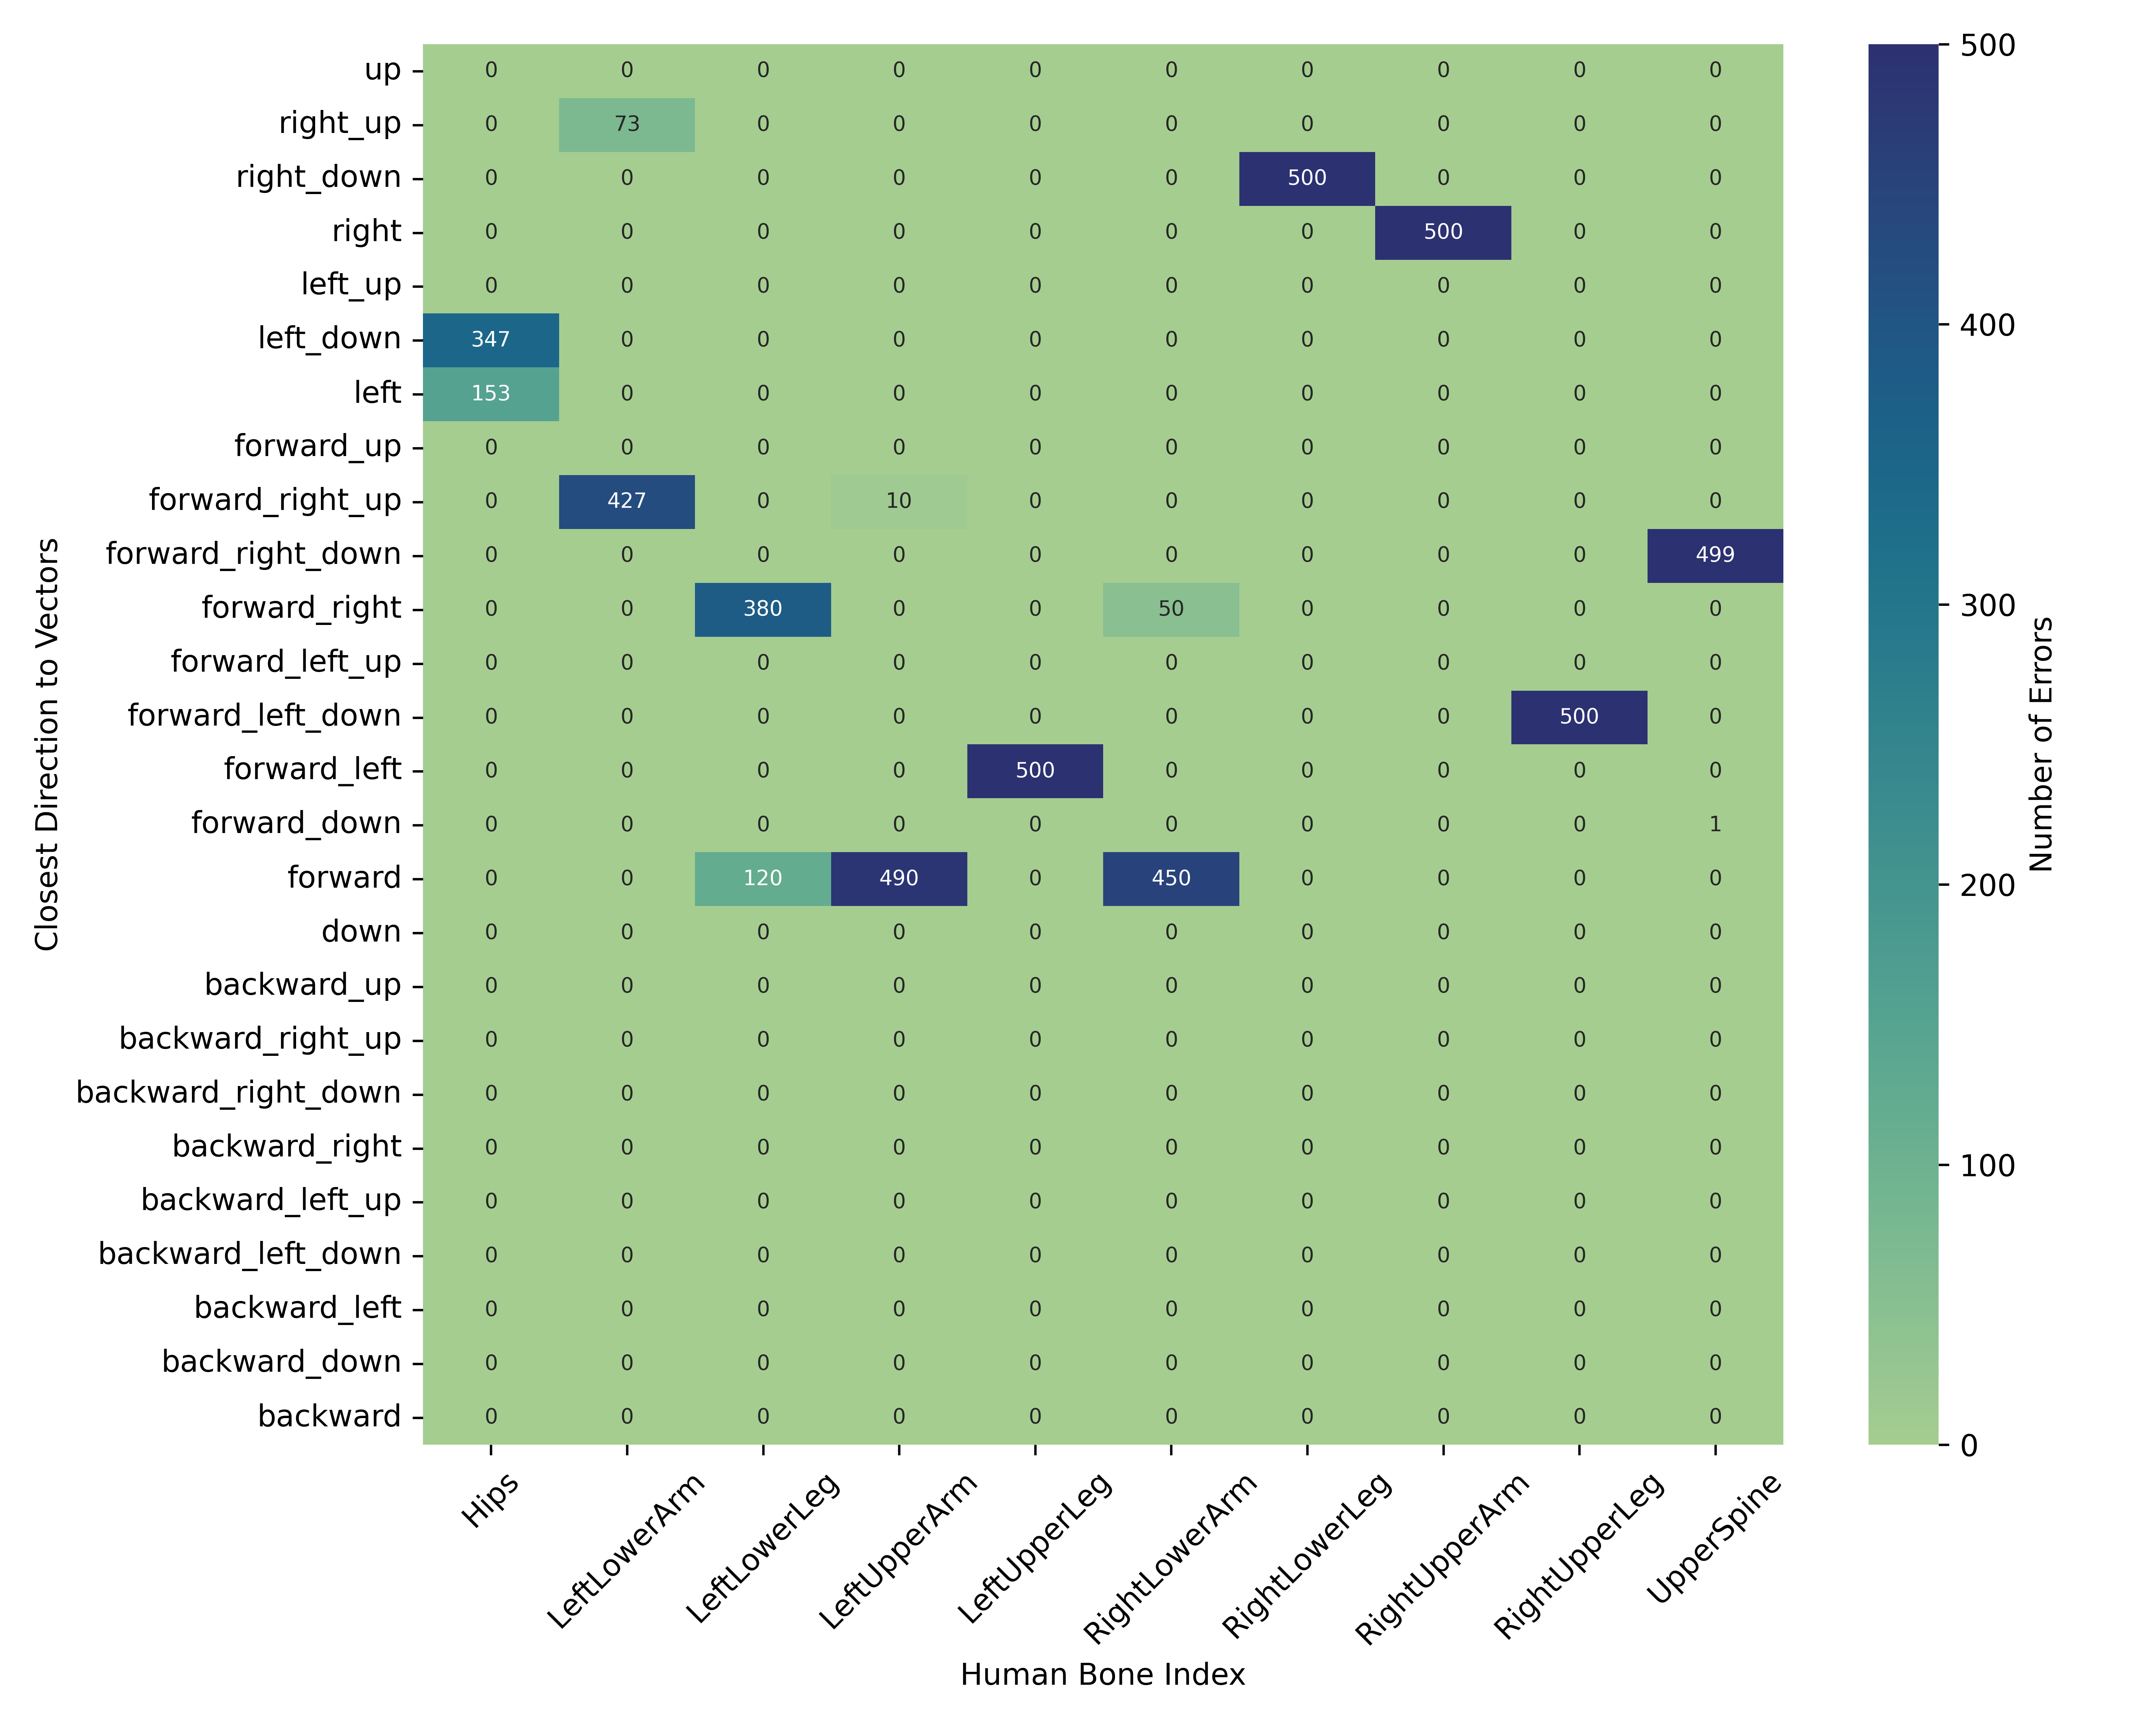 up 0 0 0 0 0 0 0 0 0 0
right_up 0 73 0 0 0 0 0 0 0 0
right_down 0 0 0 0 0 0 500 0 0 0
right 0 0 0 0 0 0 0 500 0 0
left_up 0 0 0 0 0 0 0 0 0 0
left_down 347 0 0 0 0 0 0 0 0 0
left 153 0 0 0 0 0 0 0 0 0
forward_up 0 0 0 0 0 0 0 0 0 0
forward_right_up 0 427 0 10 0 0 0 0 0 0
forward_right_down 0 0 0 0 0 0 0 0 0 499
forward_right 0 0 380 0 0 50 0 0 0 0
forward_left_up 0 0 0 0 0 0 0 0 0 0
forward_left_down 0 0 0 0 0 0 0 0 500 0
forward_left 0 0 0 0 500 0 0 0 0 0
forward_down 0 0 0 0 0 0 0 0 0 1
forward 0 0 120 490 0 450 0 0 0 0
down 0 0 0 0 0 0 0 0 0 0
backward_up 0 0 0 0 0 0 0 0 0 0
backward_right_up 0 0 0 0 0 0 0 0 0 0
backward_right_down 0 0 0 0 0 0 0 0 0 0
backward_right 0 0 0 0 0 0 0 0 0 0
backward_left_up 0 0 0 0 0 0 0 0 0 0
backward_left_down 0 0 0 0 0 0 0 0 0 0
backward_left 0 0 0 0 0 0 0 0 0 0
backward_down 0 0 0 0 0 0 0 0 0 0
backward 0 0 0 0 0 0 0 0 0 0
Hips LeftLowerArm LeftLowerLeg LeftUpperArm LeftUpperLeg RightLowerArm RightLowerLeg RightUpperArm RightUpperLeg UpperSpine
Human Bone Index
Closest Direction to Vectors
500
400
300
200
100
0
Number of Errors